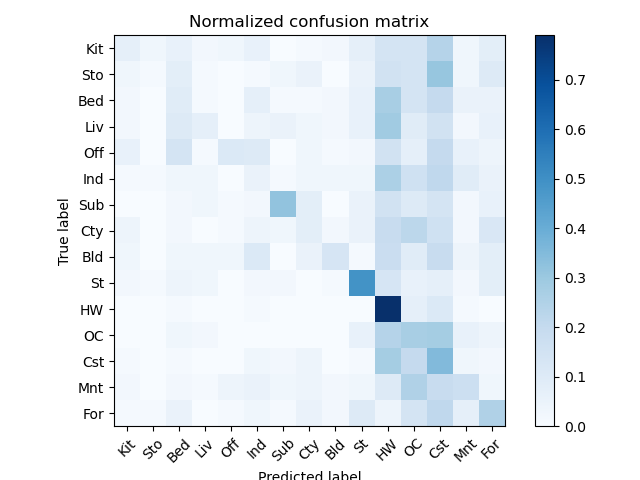 Normalized confusion matrix
True label
Kit
Sto
Bed
Liv
Off
Ind
Sub
Cty
Bld
St
HW
OC
Cst
Mnt
For
Kit Sto Bed Liv Off Ind Sub Cty Bld St HW OC Cst Mnt For
Predicted label
0.7
0.6
0.5
0.4
0.3
0.2
0.1
0.0